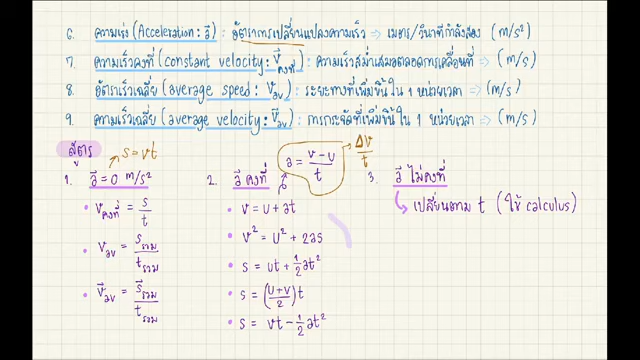 6. ความเร่ง (Acceleration : a⃗) : อัตราการเปลี่ยนแปลงความเร็ว ⇒ เมตร/วินาทีกำลังสอง (m/s²)
7. ความเร็วคงที่ (constant velocity : v⃗คงที่) : ความเร็วสม่ำเสมอตลอดการเคลื่อนที่ ⇒ (m/s)
8. อัตราเร็วเฉลี่ย (average speed : vav) : ระยะทางที่เพิ่มขึ้นใน 1 หน่วยเวลา ⇒ (m/s)
9. ความเร็วเฉลี่ย (average velocity : v⃗av) : การกระจัดที่เพิ่มขึ้นใน 1 หน่วยเวลา ⇒ (m/s)
สูตร
s = vt
1. a⃗ = 0 m/s²
• vคงที่ = s/t
• vav = sรวม/tรวม
• v⃗av = s⃗รวม/tรวม
2. a⃗ คงที่
a = (v-u)/t → Δv/t
• v = u + at
• v² = u² + 2as
• s = ut + ½at²
• s = ((u+v)/2)t
• s = vt - ½at²
3. a⃗ ไม่คงที่
เปลี่ยนตาม t (ใช้ calculus)